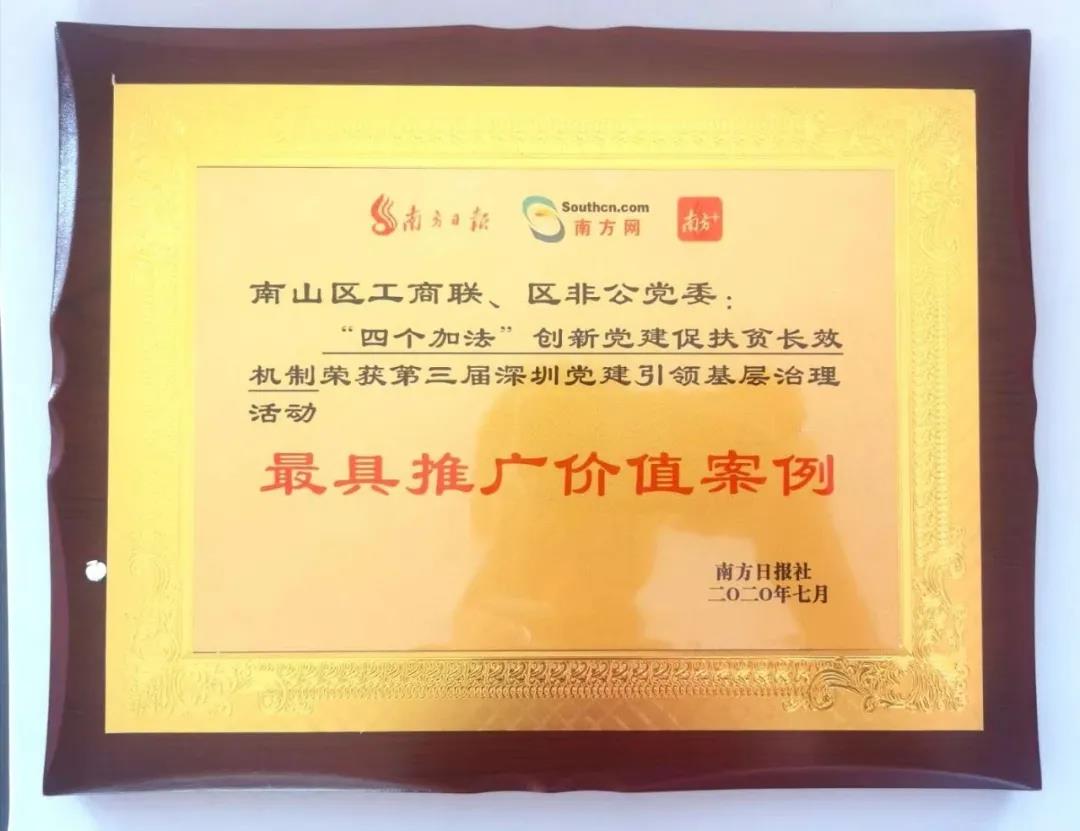 南方日报
Southcn.com
南方网
南方+
南山区工商联、区非公党委：
“四个加法”创新党建促扶贫长效
机制荣获第三届深圳党建引领基层治理
活动
最具推广价值案例
南方日报社
二〇二〇年七月